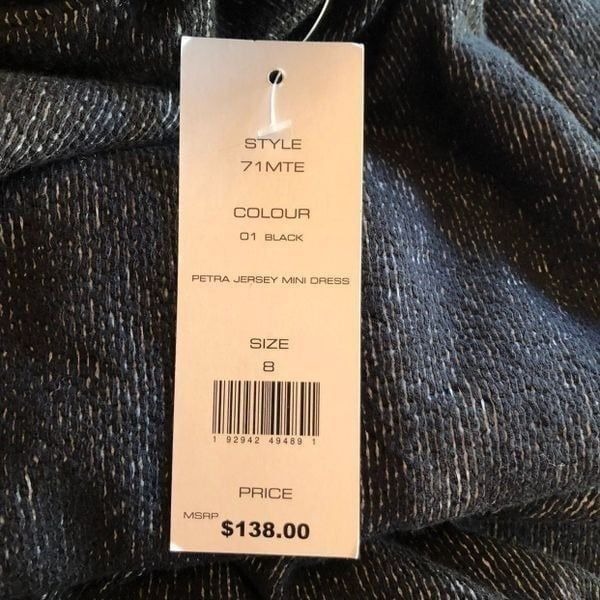 STYLE
71MTE
COLOUR
01 BLACK
PETRA JERSEY MINI DRESS
SIZE
8
1 92942 49489 1
PRICE
MSRP $138.00